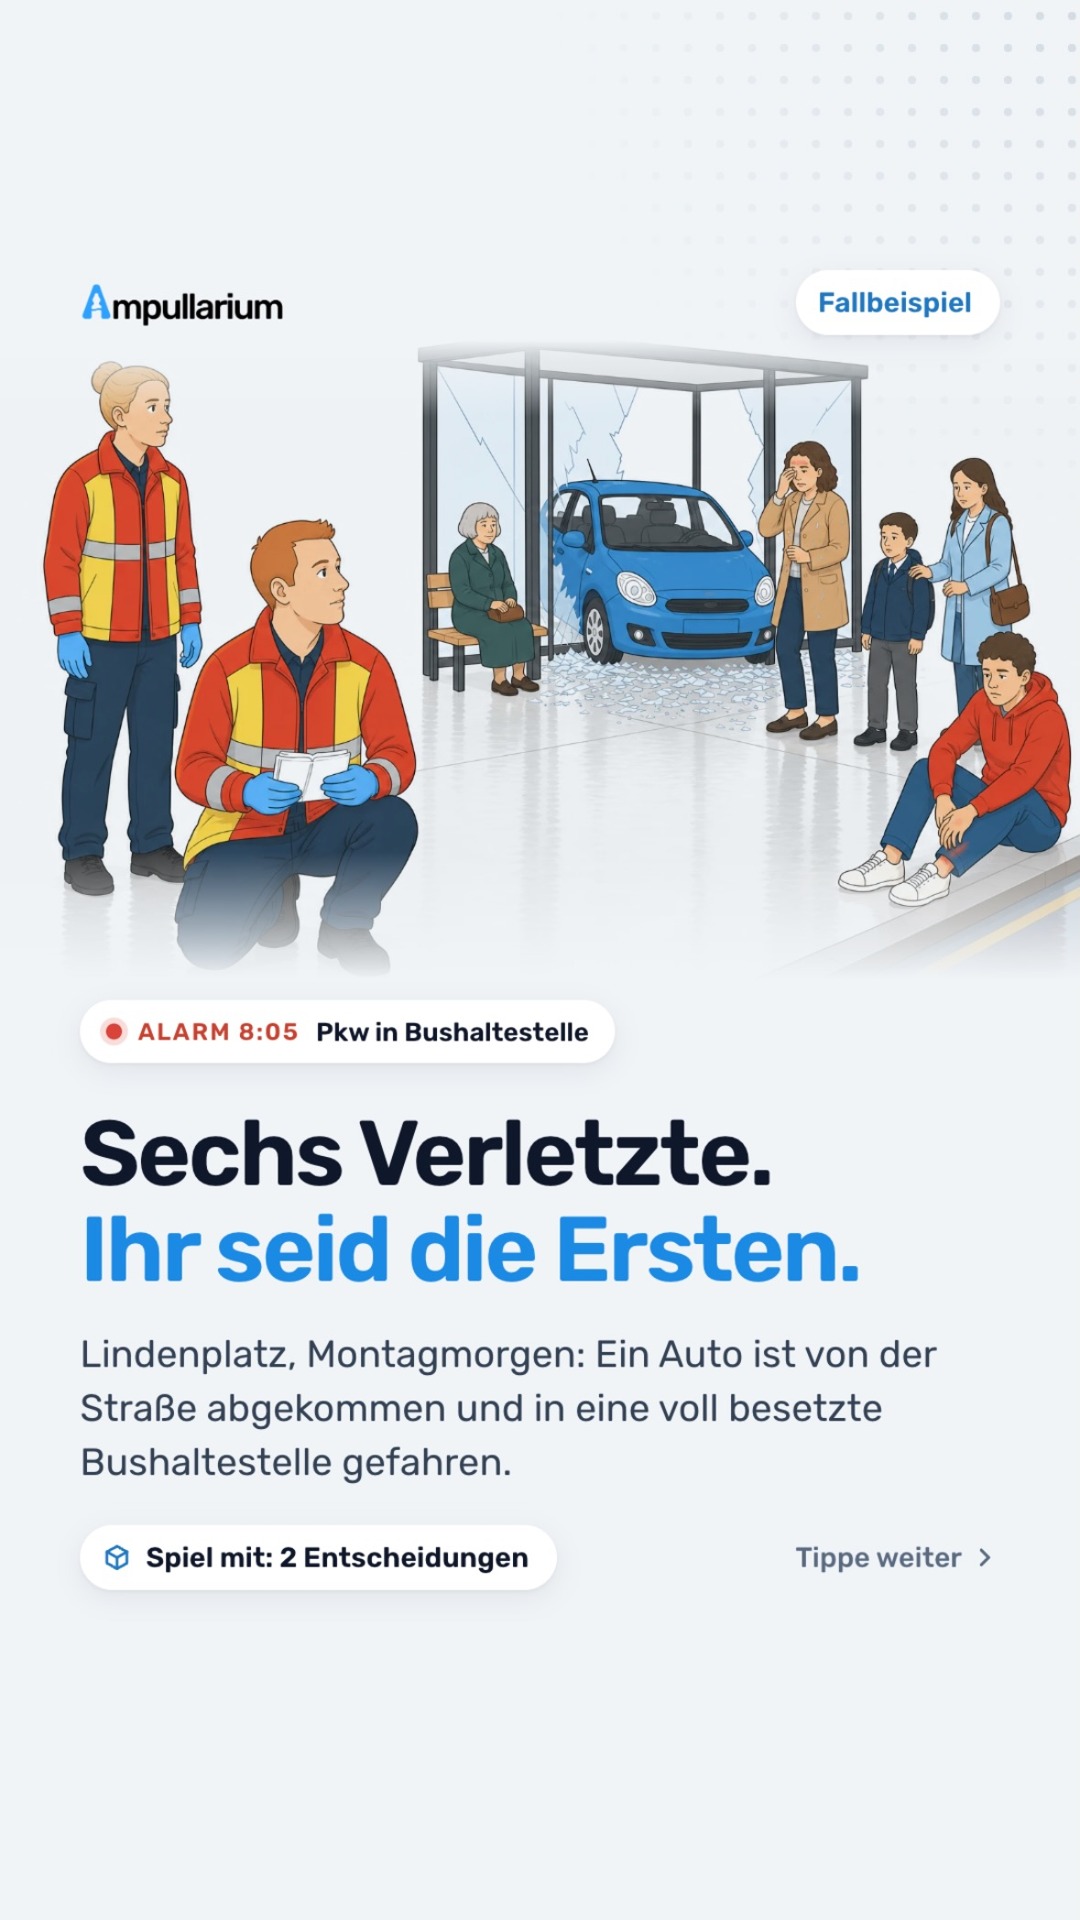 Ampullarium
Fallbeispiel
ALARM 8:05 Pkw in Bushaltestelle
Sechs Verletzte.
Ihr seid die Ersten.
Lindenplatz, Montagmorgen: Ein Auto ist von der
Straße abgekommen und in eine voll besetzte
Bushaltestelle gefahren.
Spiel mit: 2 Entscheidungen
Tippe weiter